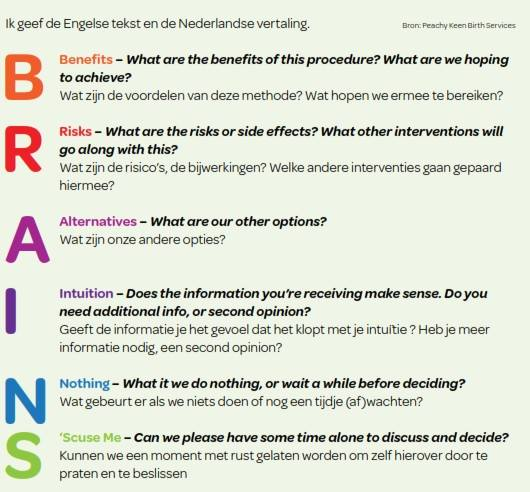 Ik geef de Engelse tekst en de Nederlandse vertaling.
Bron: Peachy Keen Birth Services
B
Benefits – What are the benefits of this procedure? What are we hoping
to achieve?
Wat zijn de voordelen van deze methode? Wat hopen we ermee te bereiken?
R
Risks – What are the risks or side effects? What other interventions will
go along with this?
Wat zijn de risico's, de bijwerkingen? Welke andere interventies gaan gepaard
hiermee?
A
Alternatives – What are our other options?
Wat zijn onze andere opties?
I
Intuition – Does the information you're receiving make sense. Do you
need additional info, or second opinion?
Geeft de informatie je het gevoel dat het klopt met je intuïtie ? Heb je meer
informatie nodig, een second opinion?
N
Nothing – What it we do nothing, or wait a while before deciding?
Wat gebeurt er als we niets doen of nog een tijdje (af)wachten?
S
'Scuse Me – Can we please have some time alone to discuss and decide?
Kunnen we een moment met rust gelaten worden om zelf hierover door te
praten en te beslissen